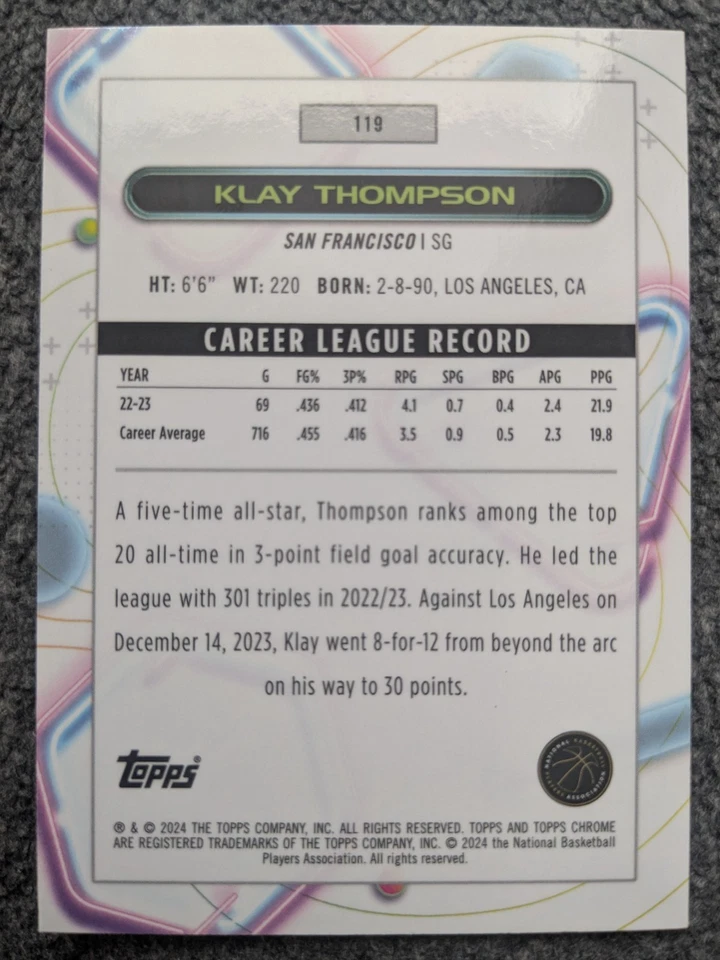 119
KLAY THOMPSON
SAN FRANCISCO | SG
HT: 6'6" WT: 220 BORN: 2-8-90, LOS ANGELES, CA
CAREER LEAGUE RECORD
YEAR G FG% 3P% RPG SPG BPG APG PPG
22-23 69 .436 .412 4.1 0.7 0.4 2.4 21.9
Career Average 716 .455 .416 3.5 0.9 0.5 2.3 19.8
A five-time all-star, Thompson ranks among the top
20 all-time in 3-point field goal accuracy. He led the
league with 301 triples in 2022/23. Against Los Angeles on
December 14, 2023, Klay went 8-for-12 from beyond the arc
on his way to 30 points.
Topps®
NATIONAL BASKETBALL PLAYERS ASSOCIATION
® & © 2024 THE TOPPS COMPANY, INC. ALL RIGHTS RESERVED. TOPPS AND TOPPS CHROME
ARE REGISTERED TRADEMARKS OF THE TOPPS COMPANY, INC. © 2024 the National Basketball
Players Association. All rights reserved.